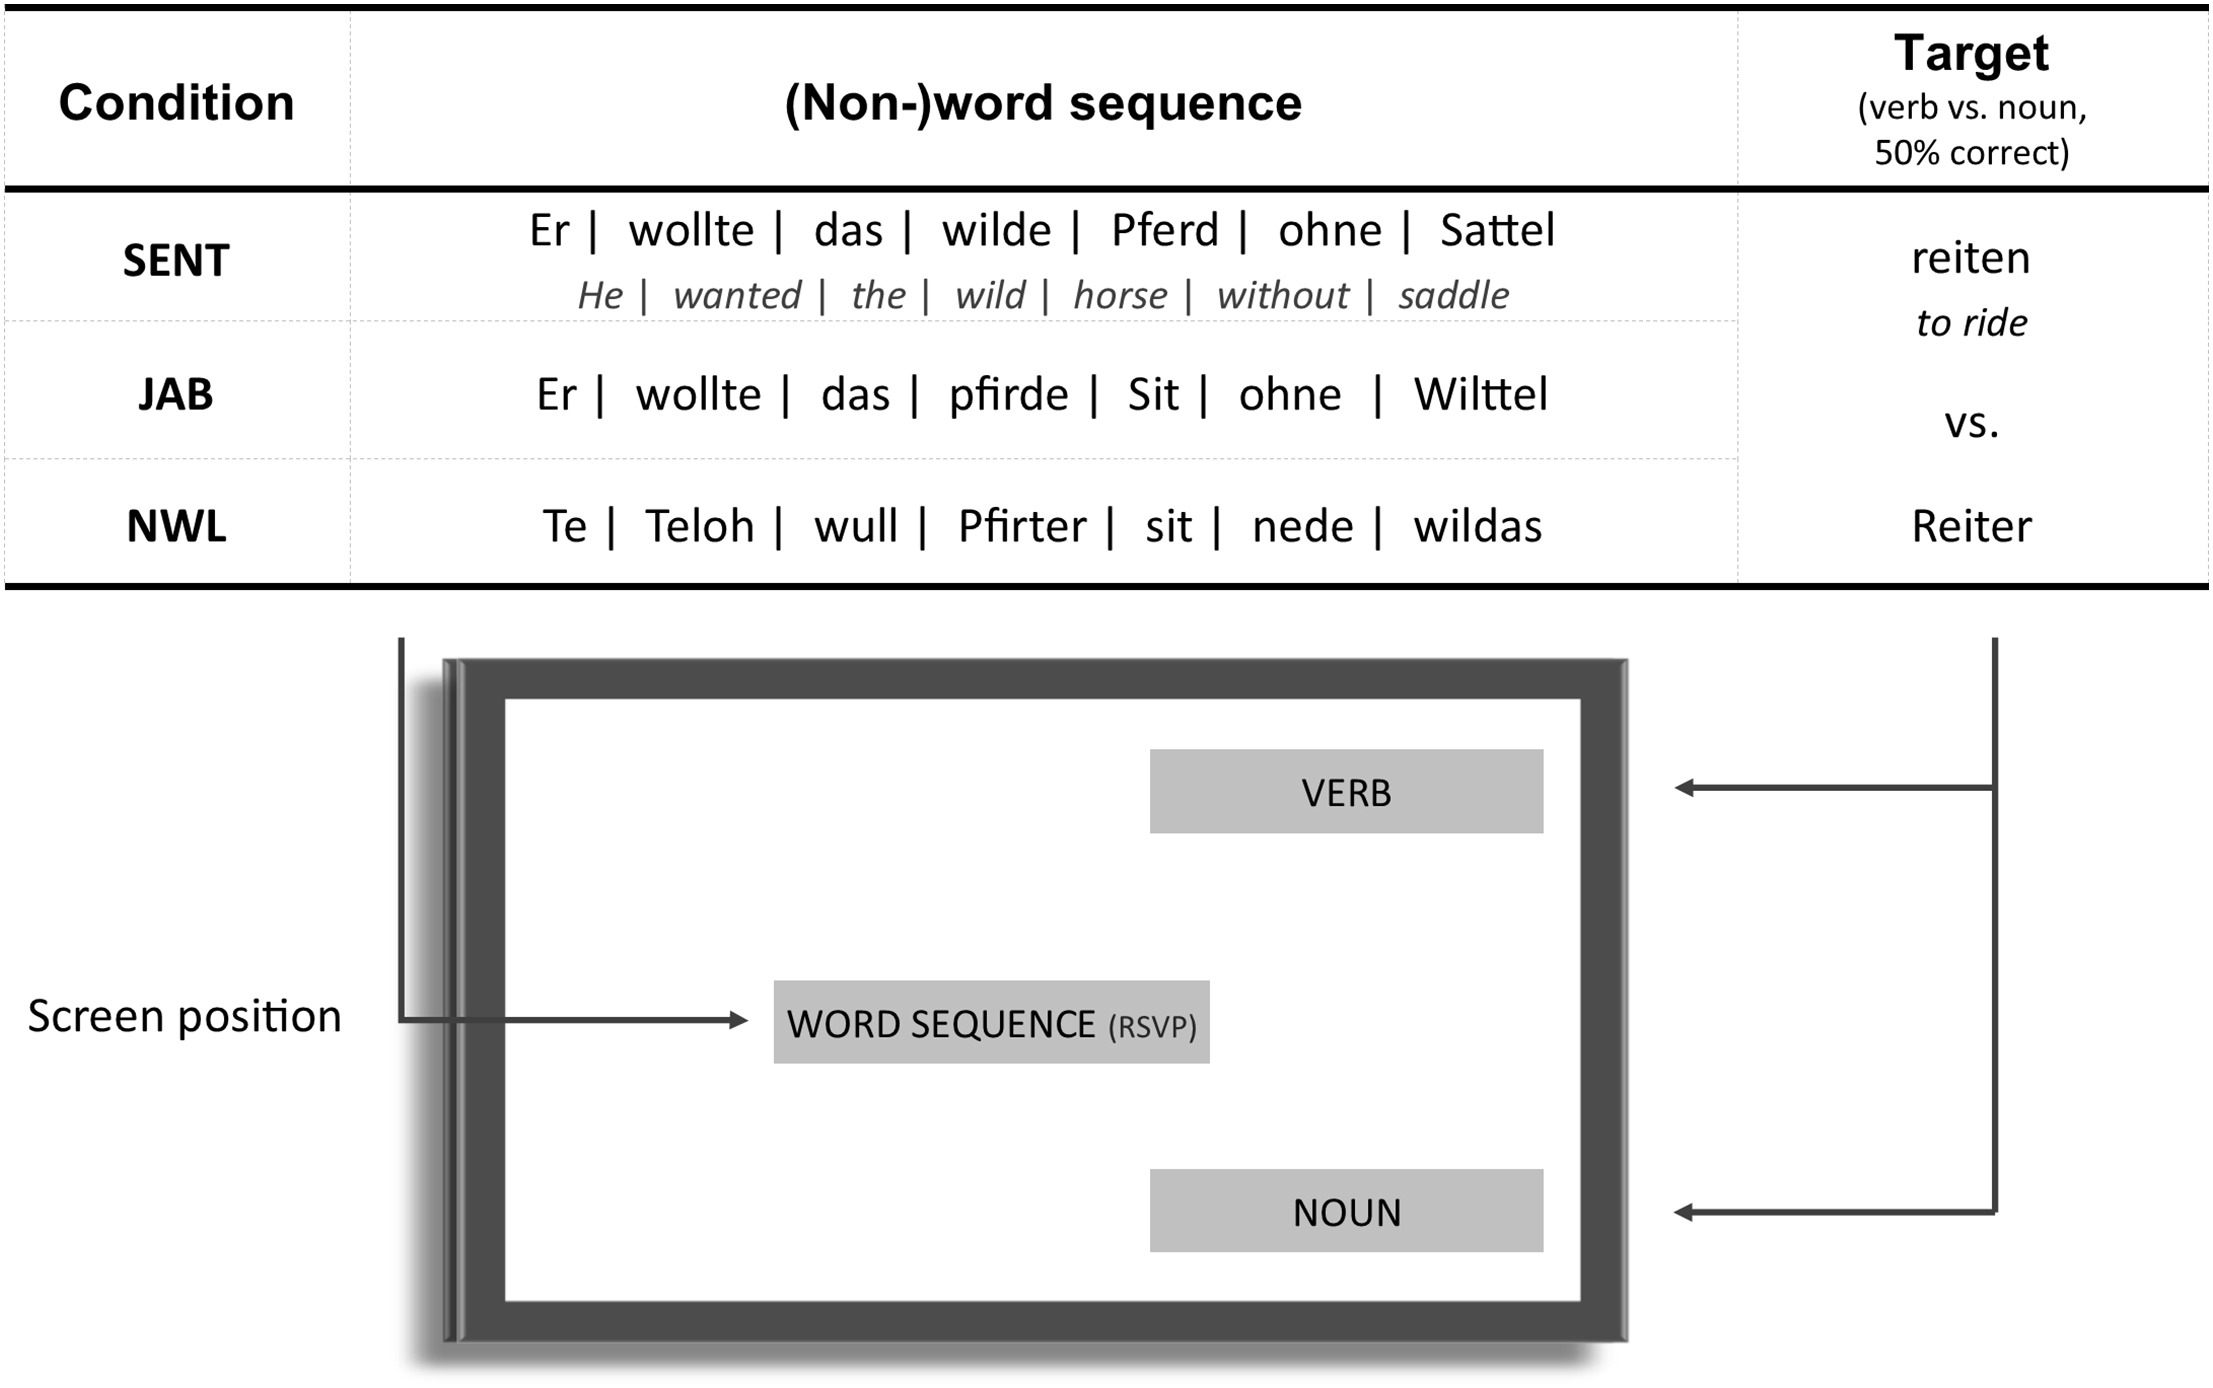 Condition
(Non-)word sequence
Target
(verb vs. noun,
50% correct)
SENT
Er | wollte | das | wilde | Pferd | ohne | Sattel
He | wanted | the | wild | horse | without | saddle
JAB
Er | wollte | das | pfirde | Sit | ohne | Wilttel
NWL
Te | Teloh | wull | Pfirter | sit | nede | wildas
reiten
to ride
vs.
Reiter
Screen position
VERB
WORD SEQUENCE (RSVP)
NOUN